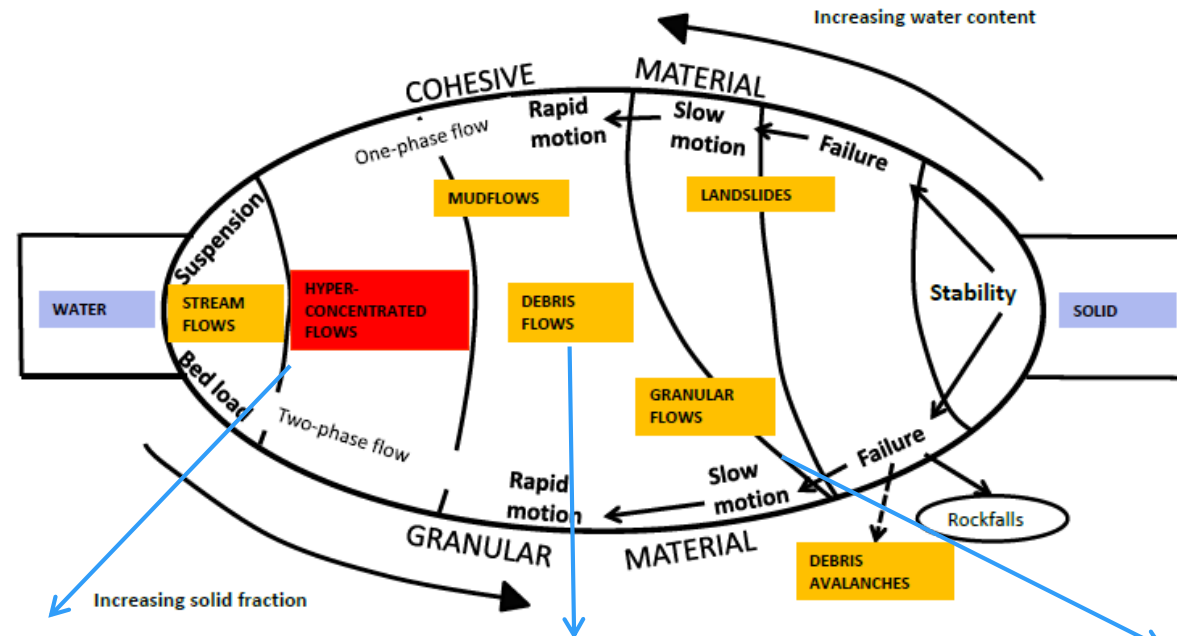 Increasing water content
COHESIVE MATERIAL
Rapid
motion
Slow
motion
Failure
One-phase flow
MUDFLOWS
LANDSLIDES
Suspension
WATER
STREAM
FLOWS
HYPER-
CONCENTRATED
FLOWS
DEBRIS
FLOWS
Stability
SOLID
Bed load
Two-phase flow
GRANULAR
FLOWS
Failure
Rapid
motion
Slow
motion
Rockfalls
GRANULAR MATERIAL
DEBRIS
AVALANCHES
Increasing solid fraction